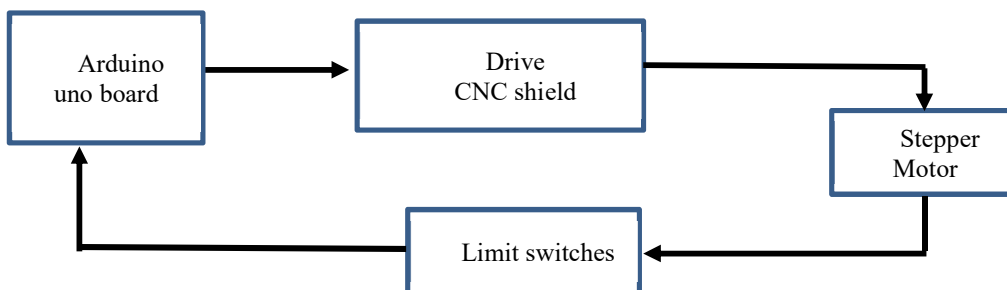 Arduino
uno board
Drive
CNC shield
Stepper
Motor
Limit switches